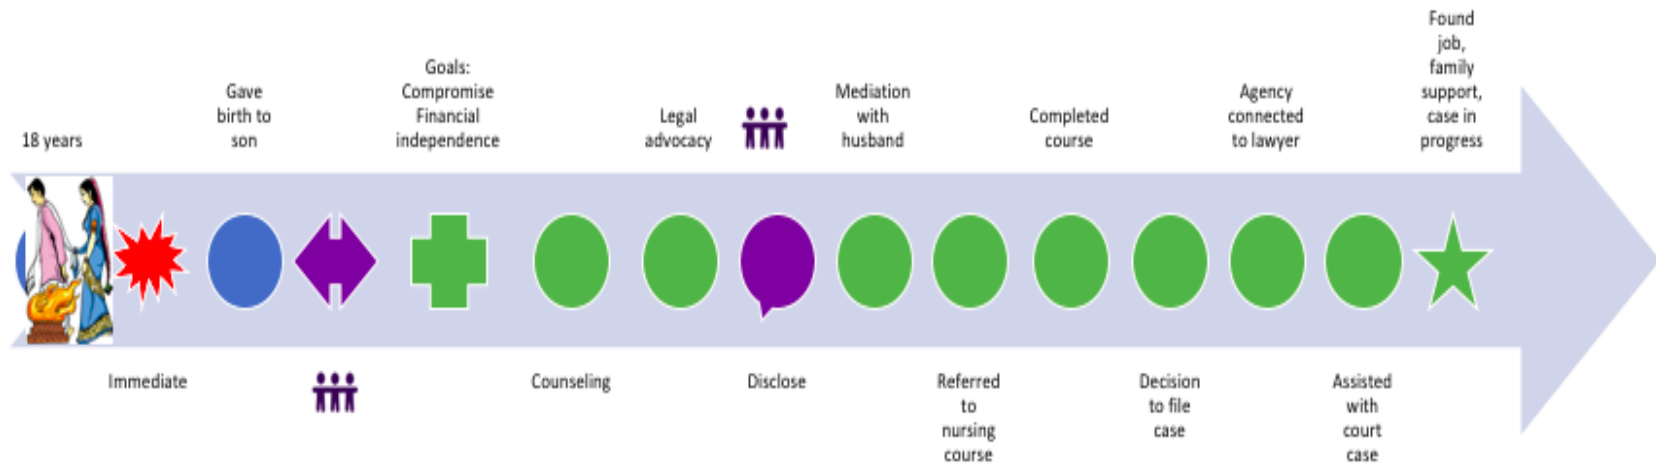 18 years
Immediate
Gave
birth to
son
Goals:
Compromise
Financial
independence
Counseling
Legal
advocacy
Disclose
Mediation
with
husband
Referred
to
nursing
course
Completed
course
Decision
to file
case
Agency
connected
to lawyer
Assisted
with
court
case
Found
job,
family
support,
case in
progress